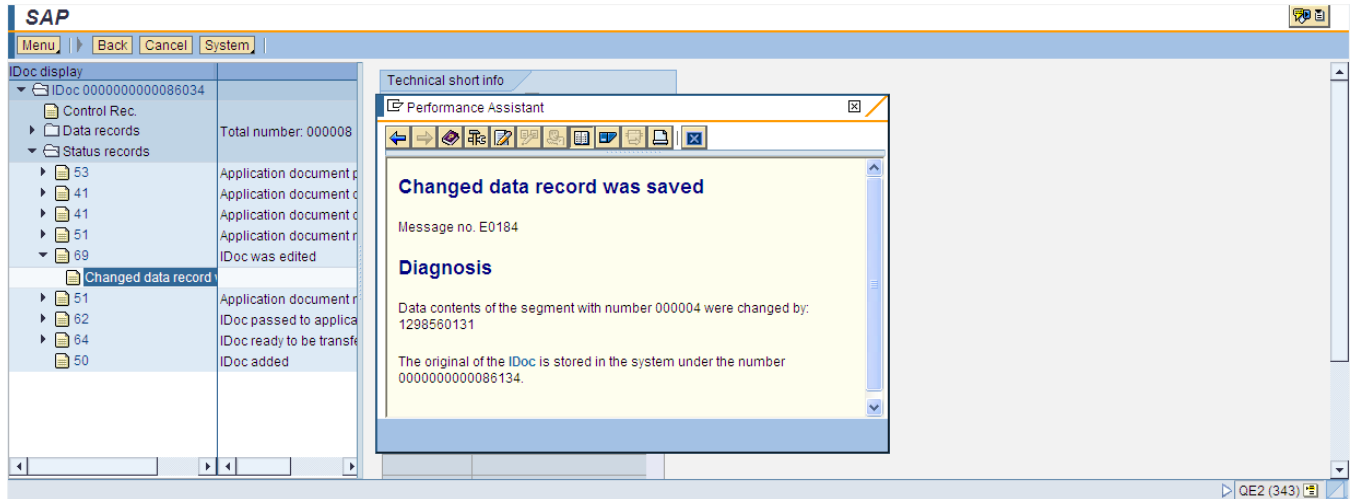 SAP
Menu Back Cancel System
IDoc display
IDoc 0000000000086034
Control Rec.
Data records Total number: 000008
Status records
53 Application document
41 Application document
41 Application document
51 Application document
69 IDoc was edited
Changed data record
51 Application document
62 IDoc passed to applica
64 IDoc ready to be transfe
50 IDoc added
Technical short info
Performance Assistant
Changed data record was saved
Message no. E0184
Diagnosis
Data contents of the segment with number 000004 were changed by:
1298560131
The original of the IDoc is stored in the system under the number
0000000000086134.
QE2 (343)